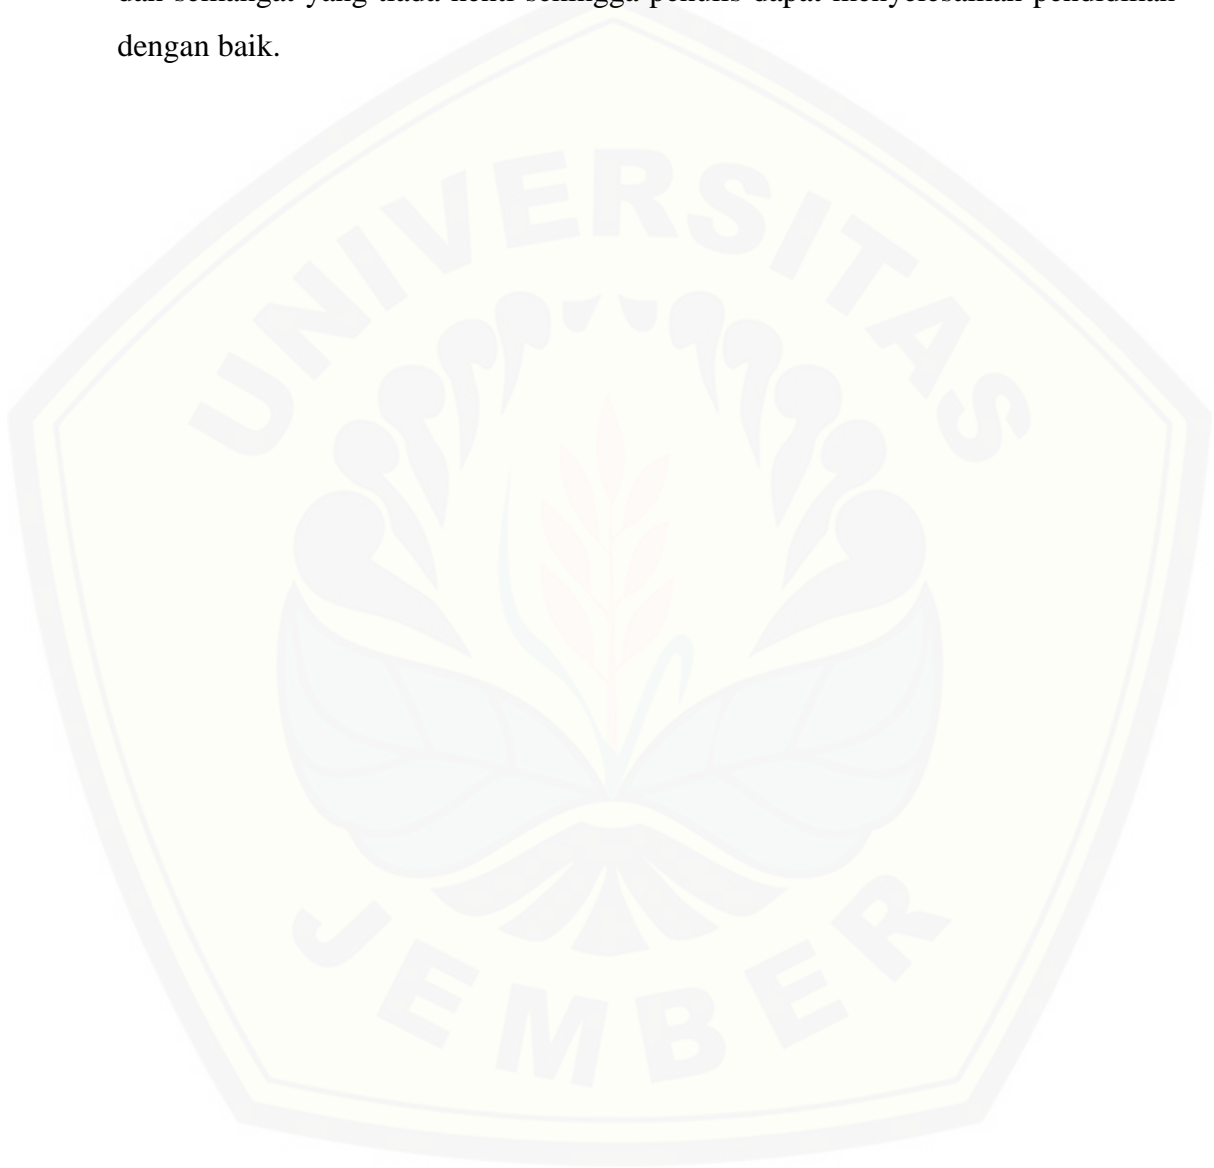 dan semangat yang tiada henti sehingga penulis dapat menyelesaikan pendidikan
dengan baik.
UNIVERSITAS
JEMBER